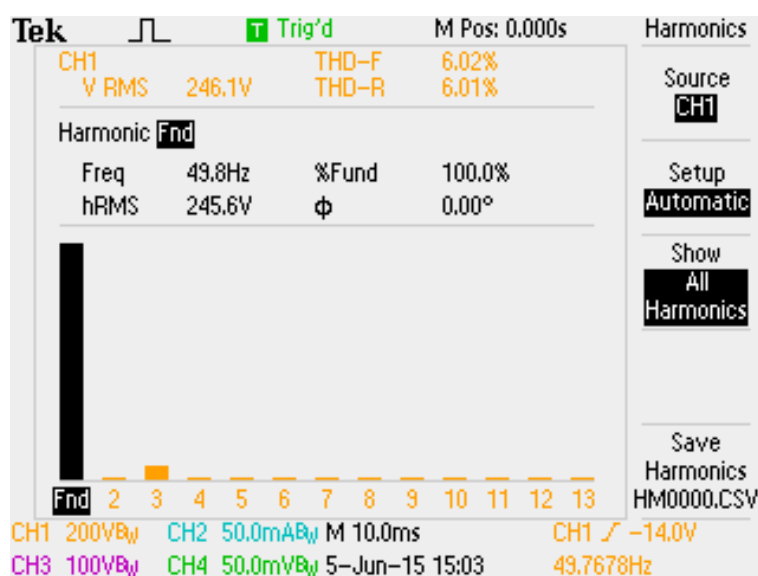 Tek T Trig'd M Pos: 0.000s Harmonics
CH1 THD-F 6.02%
V RMS 246.1V THD-R 6.01%
Source
CH1
Harmonic Fnd
Freq 49.8Hz %Fund 100.0%
hRMS 245.6V ϕ 0.00°
Setup
Automatic
Show
All
Harmonics
Save
Harmonics
HM0000.CSV
Fnd 2 3 4 5 6 7 8 9 10 11 12 13
CH1 200VBW CH2 50.0mABW M 10.0ms CH1 -14.0V
CH3 100VBW CH4 50.0mVBW 5-Jun-15 15:03 49.7678Hz